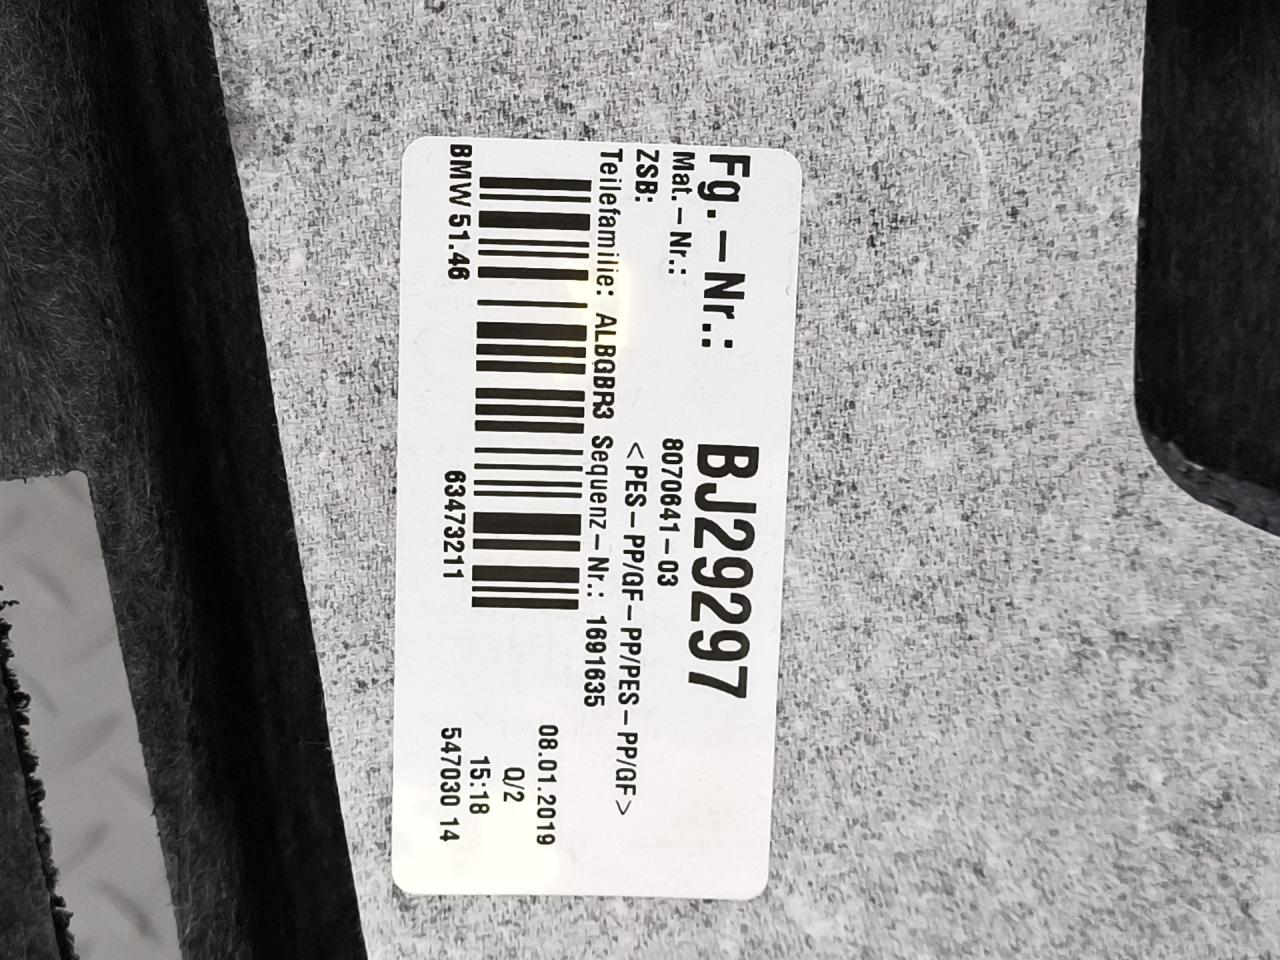 Fg.-Nr.: BJ29297
Mat.-Nr.: 8070641-03
ZSB: <PES-PP/GF-PP/PES-PP/GF>
Teilefamilie: ALBGBR3 Sequenz-Nr.: 1691635
08.01.2019
Q/2
15:18
BMW 51.46 63473211 547030 14